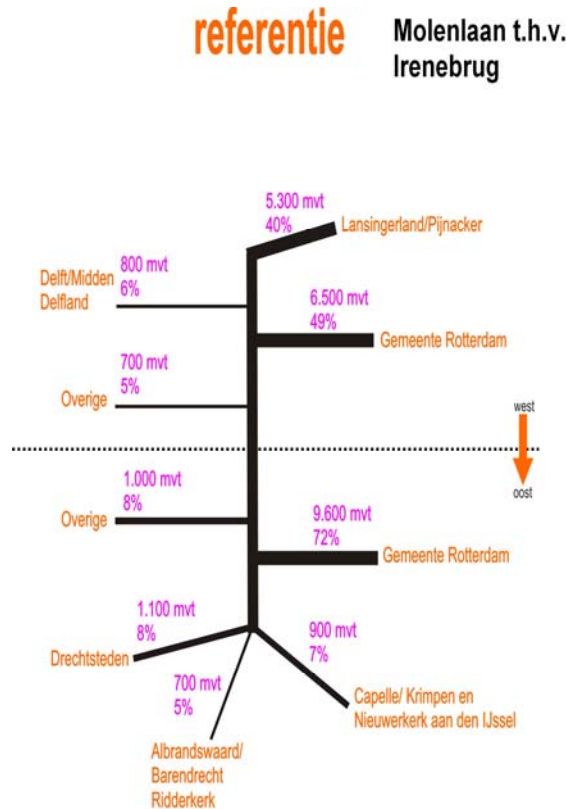 referentie
Molenlaan t.h.v.
Irenebrug
5.300 mvt
40%
Lansingerland/Pijnacker
800 mvt
6%
Delft/Midden
Delfland
6.500 mvt
49%
Gemeente Rotterdam
700 mvt
5%
Overige
west
oost
1.000 mvt
8%
Overige
9.600 mvt
72%
Gemeente Rotterdam
1.100 mvt
8%
Drechtsteden
900 mvt
7%
Capelle/ Krimpen en
Nieuwerkerk aan den IJssel
700 mvt
5%
Albrandswaard/
Barendrecht
Ridderkerk